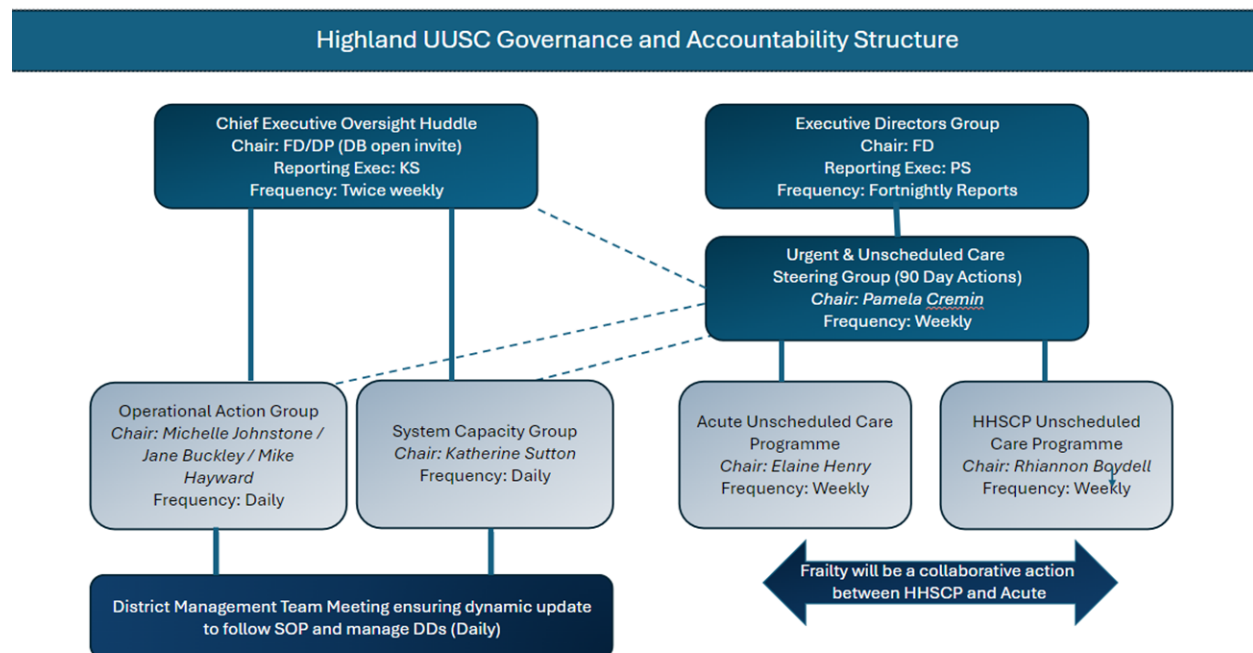 Highland UUSC Governance and Accountability Structure
Chief Executive Oversight Huddle
Chair: FD/DP (DB open invite)
Reporting Exec: KS
Frequency: Twice weekly
Executive Directors Group
Chair: FD
Reporting Exec: PS
Frequency: Fortnightly Reports
Urgent & Unscheduled Care
Steering Group (90 Day Actions)
Chair: Pamela Cremin
Frequency: Weekly
Operational Action Group
Chair: Michelle Johnstone /
Jane Buckley / Mike
Hayward
Frequency: Daily
System Capacity Group
Chair: Katherine Sutton
Frequency: Daily
Acute Unscheduled Care
Programme
Chair: Elaine Henry
Frequency: Weekly
HHSCP Unscheduled
Care Programme
Chair: Rhiannon Boydell
Frequency: Weekly
District Management Team Meeting ensuring dynamic update
to follow SOP and manage DDs (Daily)
Frailty will be a collaborative action
between HHSCP and Acute